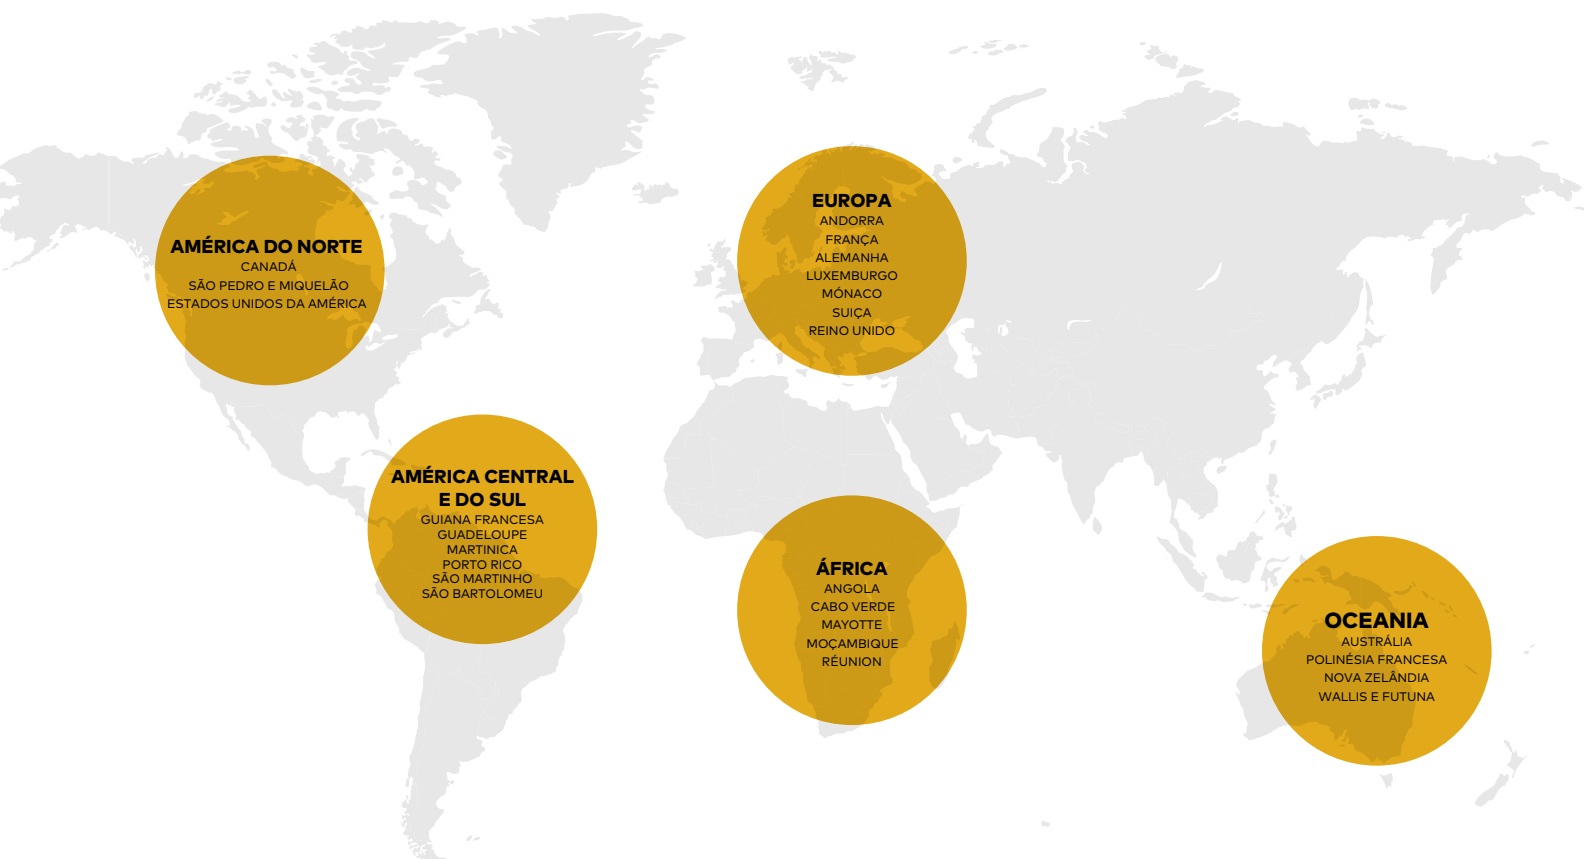 AMÉRICA DO NORTE
CANADÁ
SÃO PEDRO E MIQUELÃO
ESTADOS UNIDOS DA AMÉRICA
AMÉRICA CENTRAL
E DO SUL
GUIANA FRANCESA
GUADELOUPE
MARTINICA
PORTO RICO
SÃO MARTINHO
SÃO BARTOLOMEU
EUROPA
ANDORRA
FRANÇA
ALEMANHA
LUXEMBURGO
MÓNACO
SUIÇA
REINO UNIDO
ÁFRICA
ANGOLA
CABO VERDE
MAYOTTE
MOÇAMBIQUE
RÉUNION
OCEANIA
AUSTRÁLIA
POLINÉSIA FRANCESA
NOVA ZELÂNDIA
WALLIS E FUTUNA